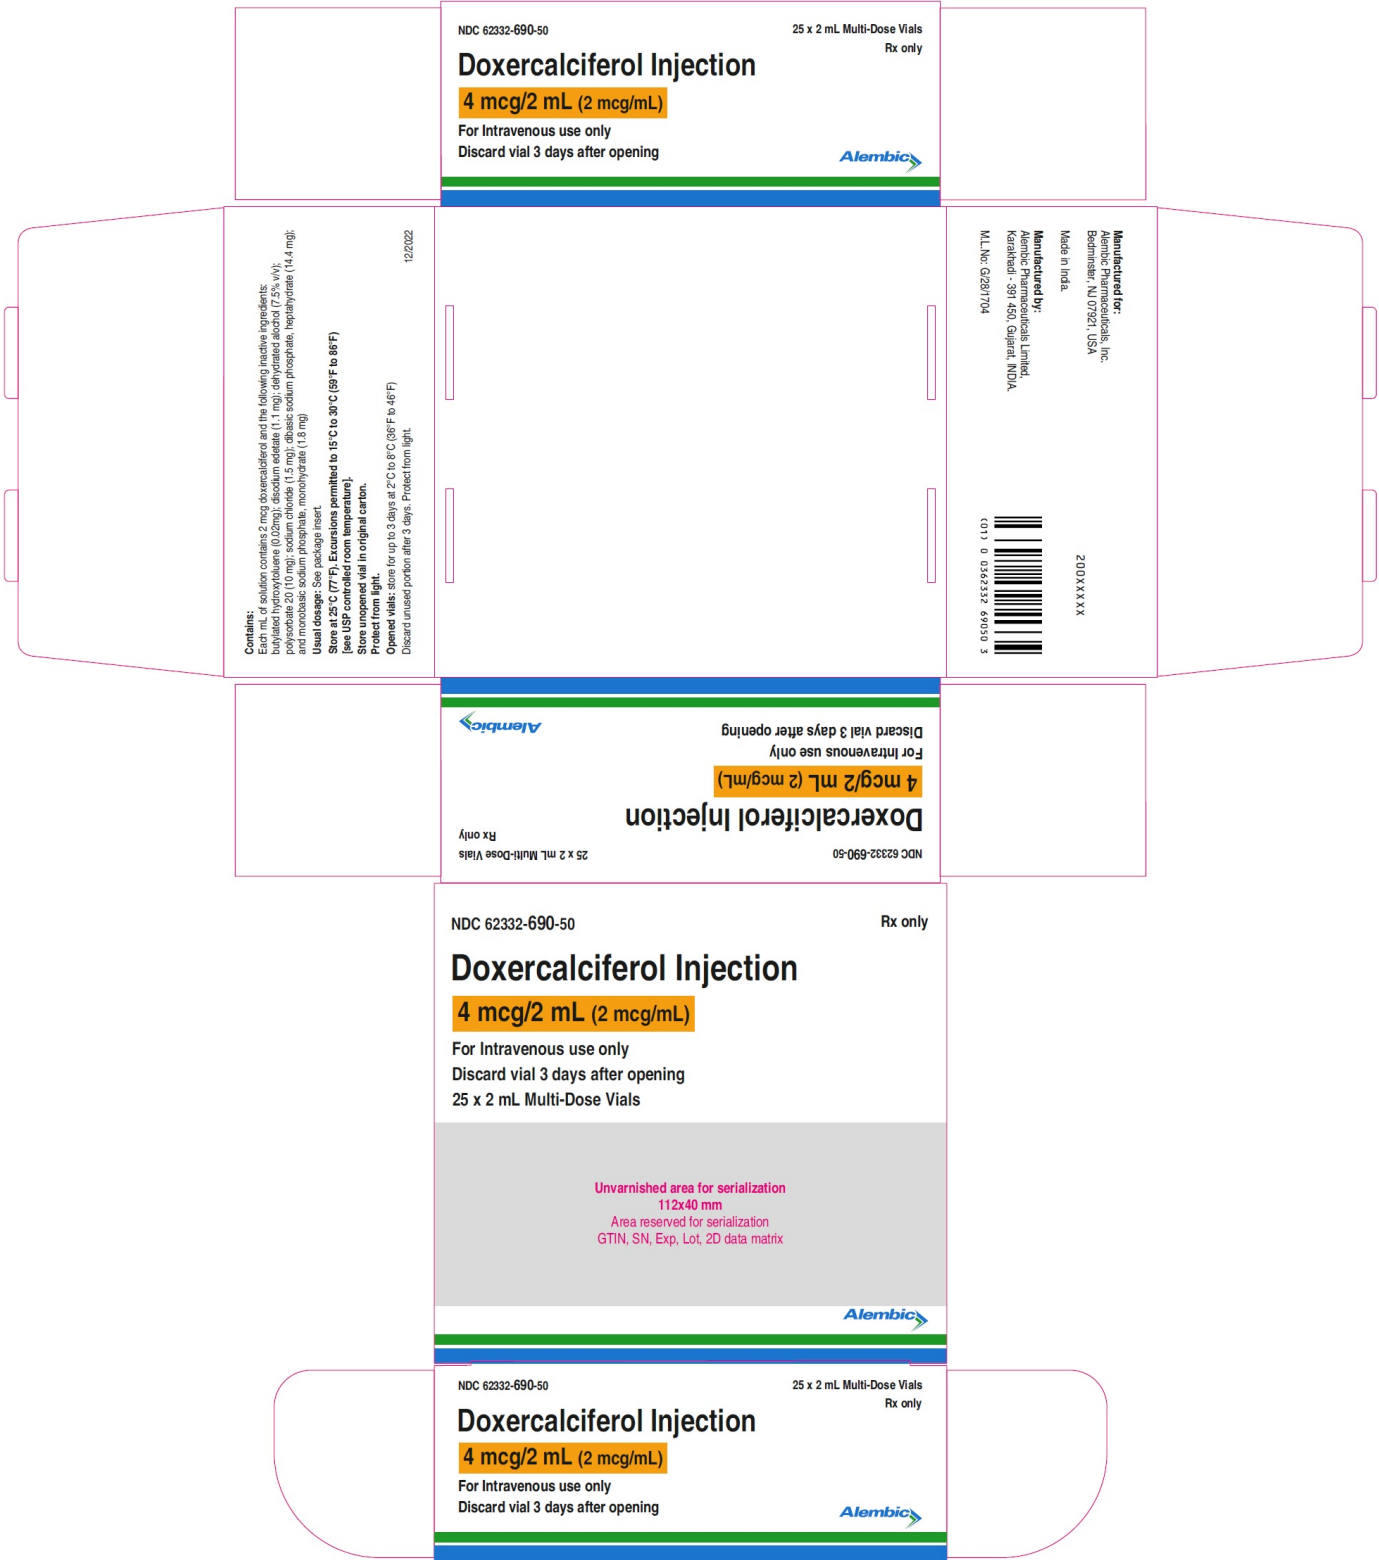 NDC 62332-690-50
25 x 2 mL Multi-Dose Vials
Rx only
Doxercalciferol Injection
4 mcg/2 mL (2 mcg/mL)
For Intravenous use only
Discard vial 3 days after opening
Alembic
Contains:
Each mL of solution contains 2 mcg doxercalciferol and the following inactive ingredients:
butylated hydroxytoluene (0.02mg); disodium edetate (1.1 mg); dehydrated alochol (7.5% v/v);
polysorbate 20 (10 mg); sodium chloride (1.5 mg); dibasic sodium phosphate, heptahydrate (14.4 mg);
and monobasic sodium phosphate, monohydrate (1.8 mg)
Usual dosage: See package insert.
Store at 25°C (77°F). Excursions permitted to 15°C to 30°C (59°F to 86°F)
[see USP controlled room temperature].
Store unopened vial in original carton.
Protect from light.
Opened vials: store for up to 3 days at 2°C to 8°C (36°F to 46°F)
Discard unused portion after 3 days. Protect from light.
12/2022
Manufactured for:
Alembic Pharmaceuticals, Inc.
Bedminster, NJ 07921, USA
Made in India.
Manufactured by:
Alembic Pharmaceuticals Limited,
Karakhadi - 391 450, Gujarat, INDIA.
M.L.No: G/28/1704
200XXXXX
(01) 0 0362332 69050 3
NDC 62332-690-50
25 x 2 mL Multi-Dose Vials
Rx only
Doxercalciferol Injection
4 mcg/2 mL (2 mcg/mL)
For Intravenous use only
Discard vial 3 days after opening
Alembic
NDC 62332-690-50
Rx only
Doxercalciferol Injection
4 mcg/2 mL (2 mcg/mL)
For Intravenous use only
Discard vial 3 days after opening
25 x 2 mL Multi-Dose Vials
Unvarnished area for serialization
112x40 mm
Area reserved for serialization
GTIN, SN, Exp, Lot, 2D data matrix
Alembic
NDC 62332-690-50
25 x 2 mL Multi-Dose Vials
Rx only
Doxercalciferol Injection
4 mcg/2 mL (2 mcg/mL)
For Intravenous use only
Discard vial 3 days after opening
Alembic